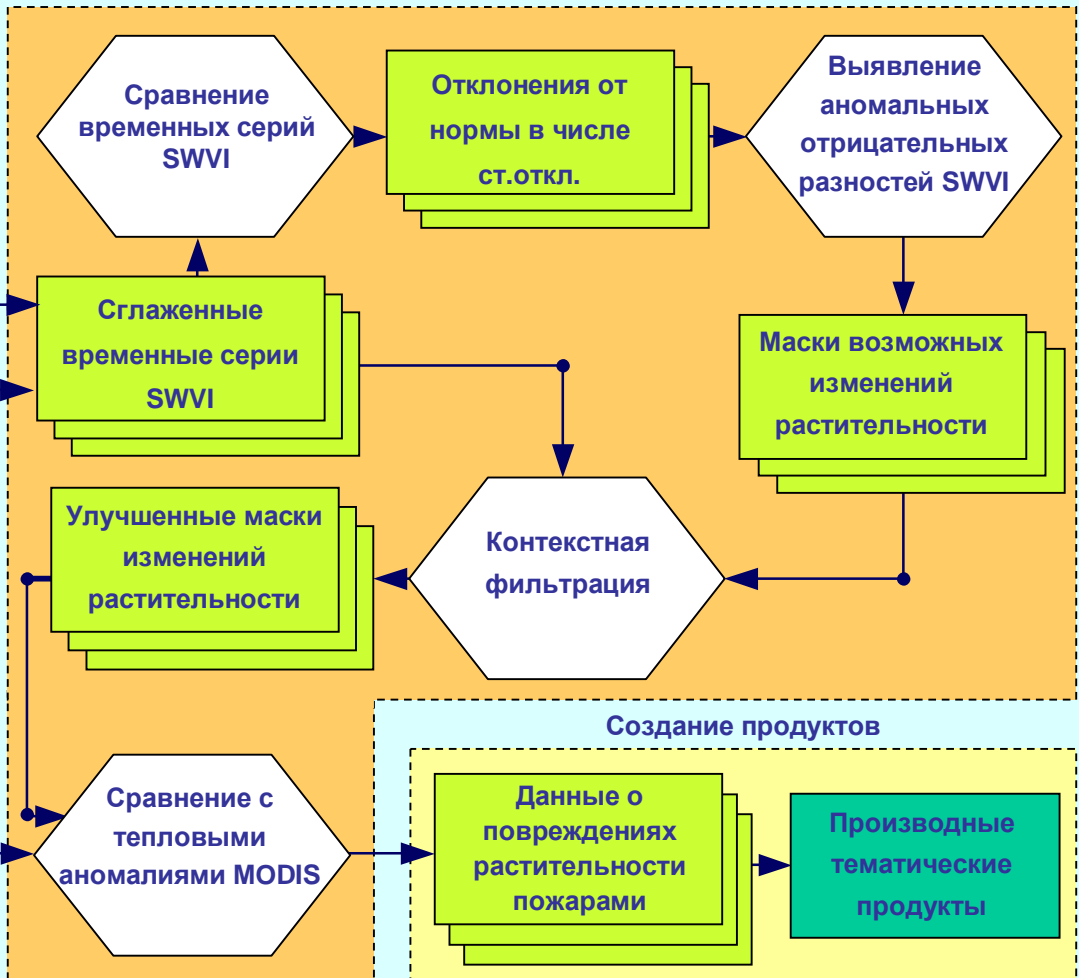 Сравнение
временных серий
SWVI
Отклонения от
нормы в числе
ст.откл.
Выявление
аномальных
отрицательных
разностей SWVI
Сглаженные
временные серии
SWVI
Маски возможных
изменений
растительности
Улучшенные маски
изменений
растительности
Контекстная
фильтрация
Создание продуктов
Сравнение с
тепловыми
аномалиями MODIS
Данные о
повреждениях
растительности
пожарами
Производные
тематические
продукты